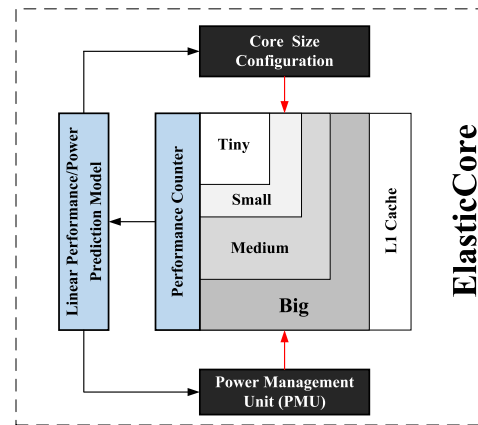 Core Size
Configuration
Linear Performance/Power
Prediction Model
Performance Counter
Tiny
Small
Medium
Big
L1 Cache
ElasticCore
Power Management
Unit (PMU)